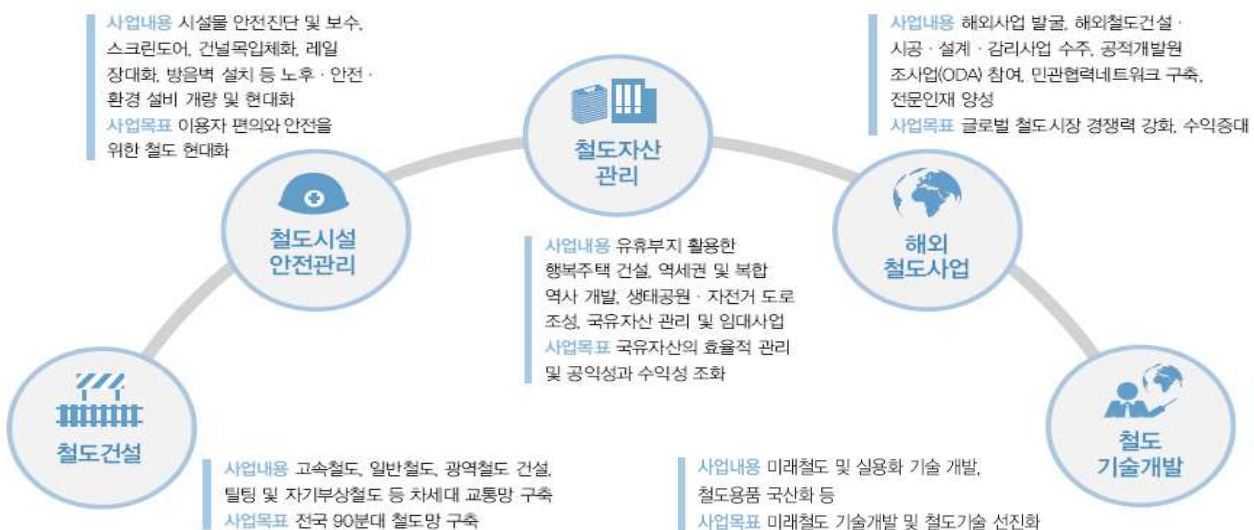 사업내용 시설물 안전진단 및 보수,
스크린도어, 건널목입체화, 레일
장대화, 방음벽 설치 등 노후 · 안전 ·
환경 설비 개량 및 현대화
사업목표 이용자 편의와 안전을
위한 철도 현대화
사업내용 해외사업 발굴, 해외철도건설 ·
시공 · 설계 · 감리사업 수주, 공적개발원
조사업(ODA) 참여, 민관협력네트워크 구축,
전문인재 양성
사업목표 글로벌 철도시장 경쟁력 강화, 수익증대
철도자산
관리
철도시설
안전관리
해외
철도사업
사업내용 유휴부지 활용한
행복주택 건설, 역세권 및 복합
역사 개발, 생태공원 · 자전거 도로
조성, 국유자산 관리 및 임대사업
사업목표 국유자산의 효율적 관리
및 공익성과 수익성 조화
철도건설
철도
기술개발
사업내용 고속철도, 일반철도, 광역철도 건설,
틸팅 및 자기부상철도 등 차세대 교통망 구축
사업목표 전국 90분대 철도망 구축
사업내용 미래철도 및 실용화 기술 개발,
철도용품 국산화 등
사업목표 미래철도 기술개발 및 철도기술 선진화